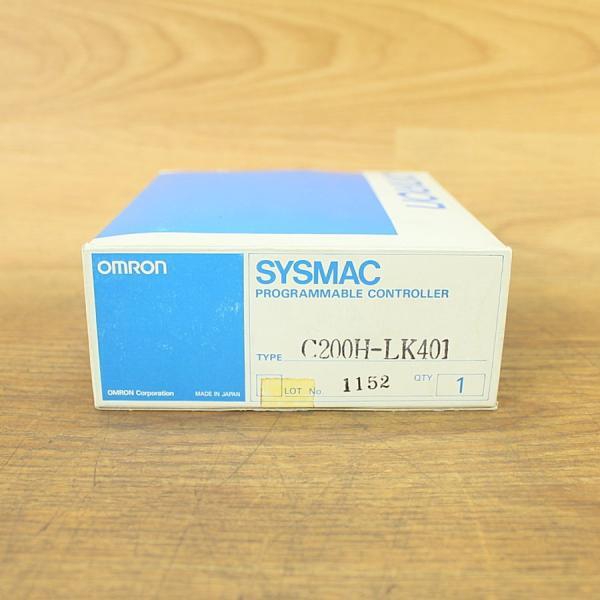 OMRON
SYSMAC
PROGRAMMABLE CONTROLLER
TYPE C200H-LK401
LOT No. 1152 QTY 1
OMRON Corporation MADE IN JAPAN